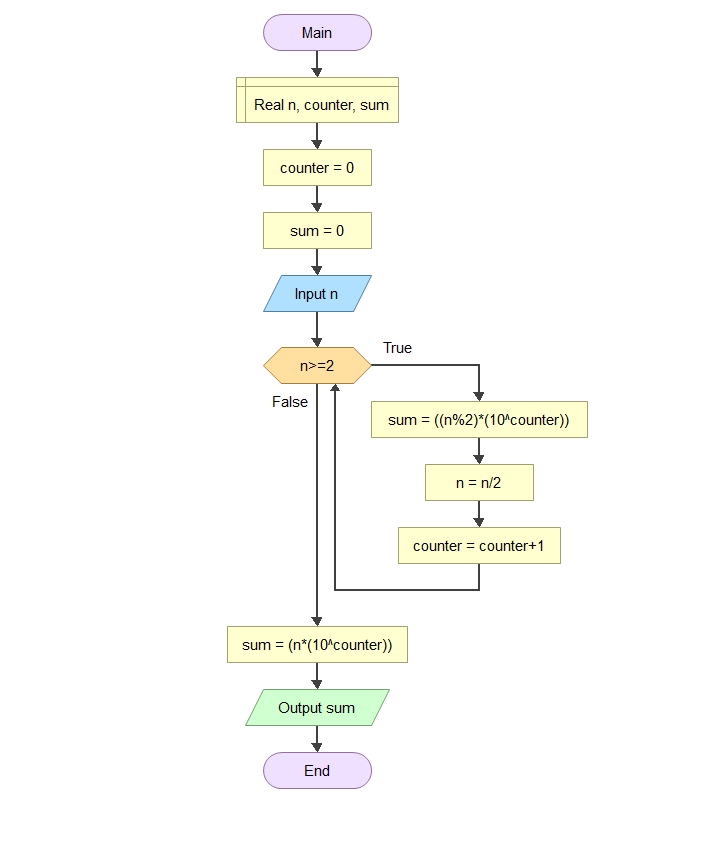 Main
Real n, counter, sum
counter = 0
sum = 0
Input n
n>=2
True
False
sum = ((n%2)*(10^counter))
n = n/2
counter = counter+1
sum = (n*(10^counter))
Output sum
End